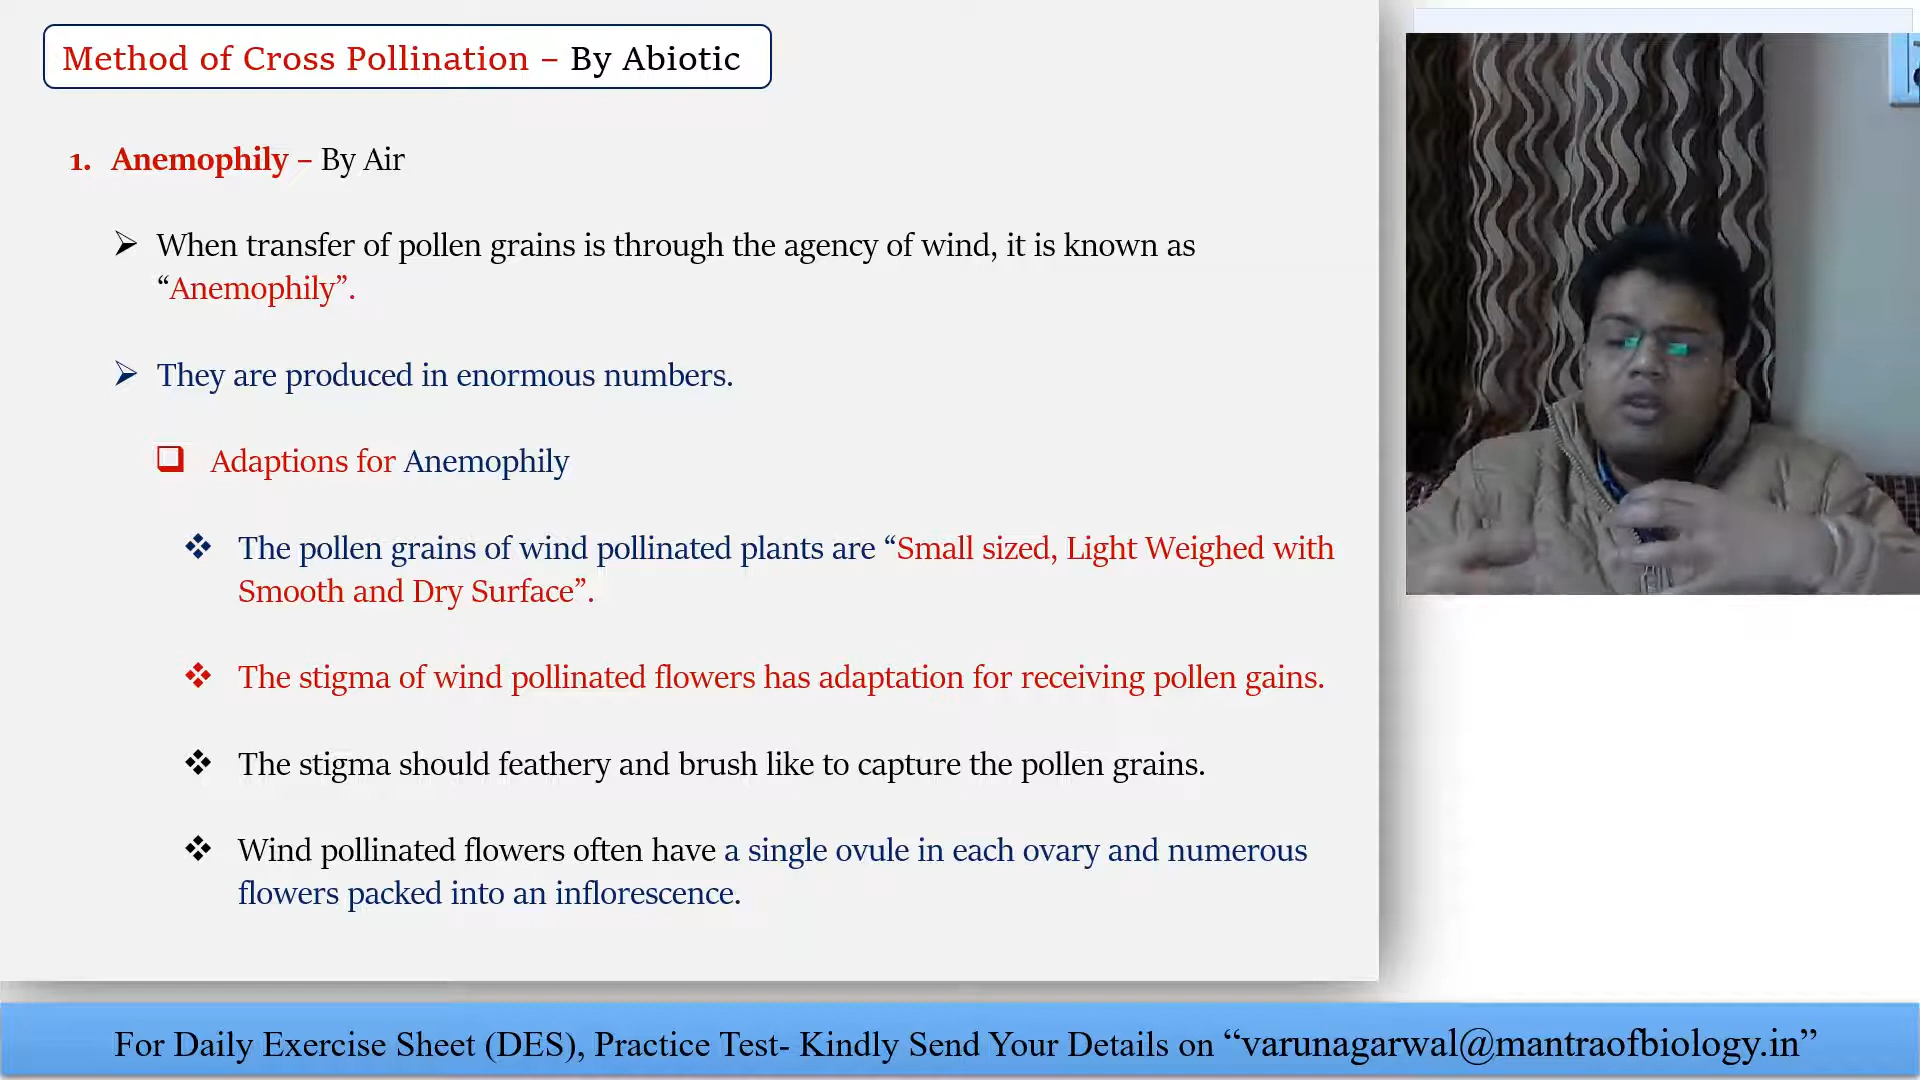 Method of Cross Pollination – By Abiotic
1. Anemophily – By Air
When transfer of pollen grains is through the agency of wind, it is known as
“Anemophily”.
They are produced in enormous numbers.
Adaptions for Anemophily
The pollen grains of wind pollinated plants are “Small sized, Light Weighed with
Smooth and Dry Surface”.
The stigma of wind pollinated flowers has adaptation for receiving pollen gains.
The stigma should feathery and brush like to capture the pollen grains.
Wind pollinated flowers often have a single ovule in each ovary and numerous
flowers packed into an inflorescence.
For Daily Exercise Sheet (DES), Practice Test- Kindly Send Your Details on “varunagarwal@mantraofbiology.in”